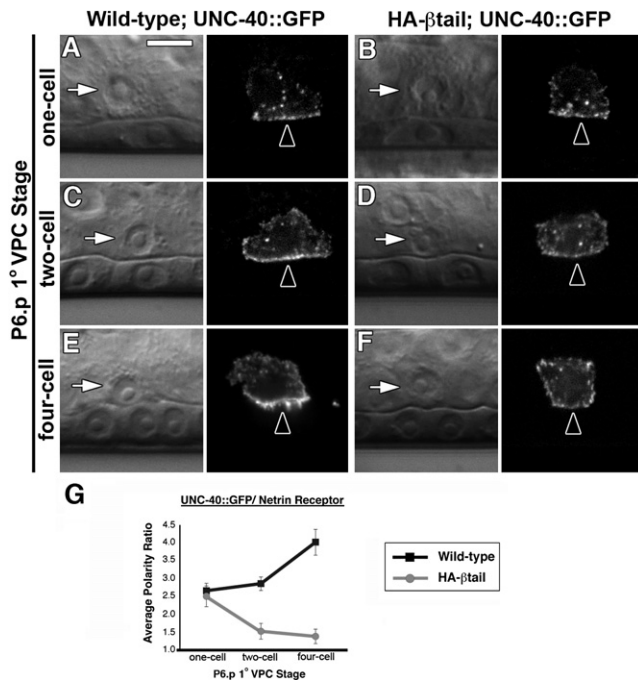 Wild-type; UNC-40::GFP
HA-βtail; UNC-40::GFP
P6.p 1° VPC Stage
one-cell
A
B
two-cell
C
D
four-cell
E
F
G
UNC-40::GFP/ Netrin Receptor
Average Polarity Ratio
4.5
4.0
3.5
3.0
2.5
2.0
1.5
1.0
one-cell two-cell four-cell
P6.p 1° VPC Stage
Wild-type
HA-βtail